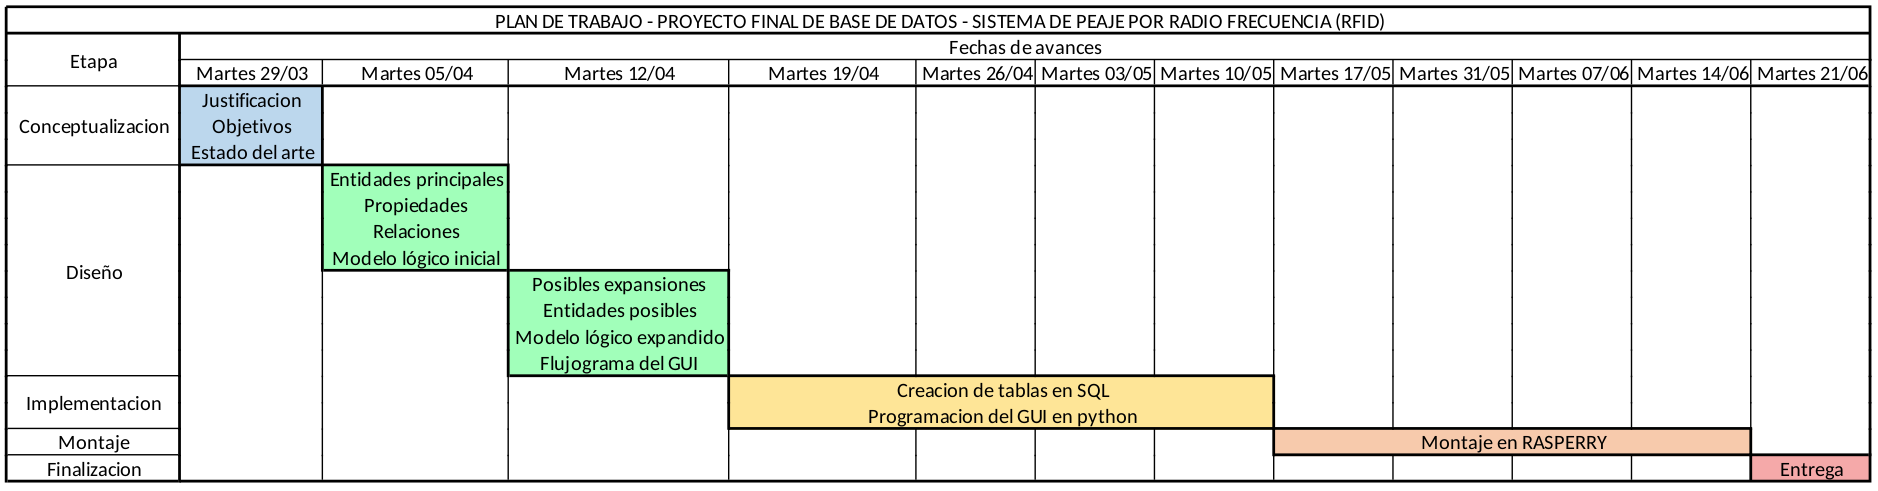 PLAN DE TRABAJO - PROYECTO FINAL DE BASE DE DATOS - SISTEMA DE PEAJE POR RADIO FRECUENCIA (RFID)
Etapa
Fechas de avances
Martes 29/03 Martes 05/04 Martes 12/04 Martes 19/04 Martes 26/04 Martes 03/05 Martes 10/05 Martes 17/05 Martes 31/05 Martes 07/06 Martes 14/06 Martes 21/06
Conceptualizacion
Justificacion
Objetivos
Estado del arte
Diseño
Entidades principales
Propiedades
Relaciones
Modelo lógico inicial
Posibles expansiones
Entidades posibles
Modelo lógico expandido
Flujograma del GUI
Implementacion
Creacion de tablas en SQL
Programacion del GUI en python
Montaje
Montaje en RASPERRY
Finalizacion
Entrega